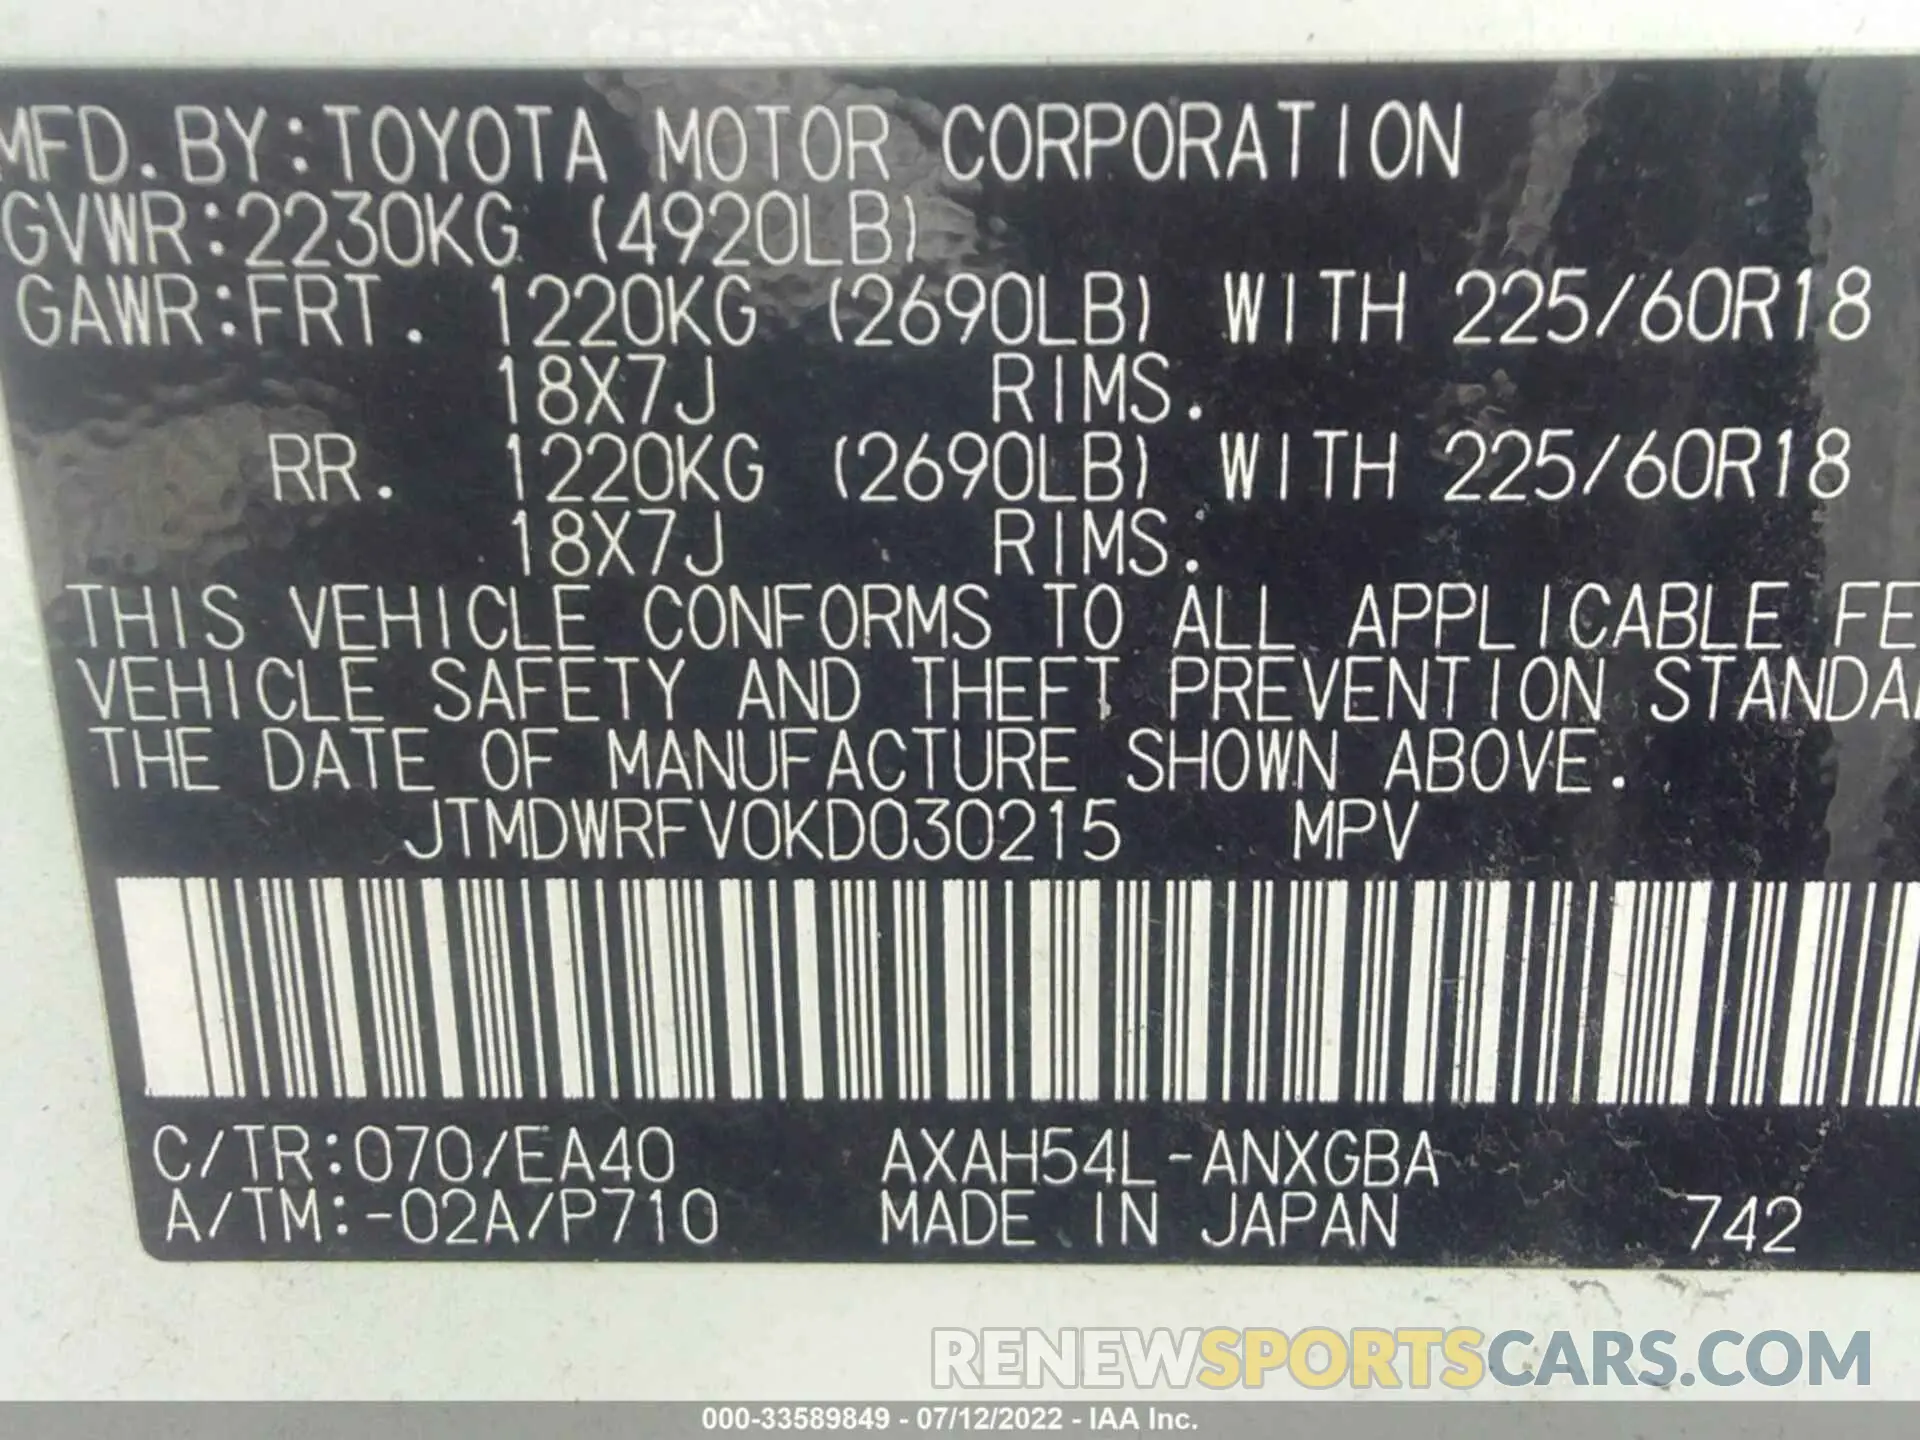 MFD.BY:TOYOTA MOTOR CORPORATION
GVWR:2230KG (4920LB)
GAWR:FRT. 1220KG (2690LB) WITH 225/60R18
18X7J RIMS.
RR. 1220KG (2690LB) WITH 225/60R18
18X7J RIMS.
THIS VEHICLE CONFORMS TO ALL APPLICABLE FE
VEHICLE SAFETY AND THEFT PREVENTION STANDA
THE DATE OF MANUFACTURE SHOWN ABOVE.
JTMDWRFV0KD030215 MPV
C/TR:070/EA40 AXAH54L-ANXGBA
A/TM:-02A/P710 MADE IN JAPAN 742
RENEWSPORTSCARS.COM
000-33589849 - 07/12/2022 - IAA Inc.